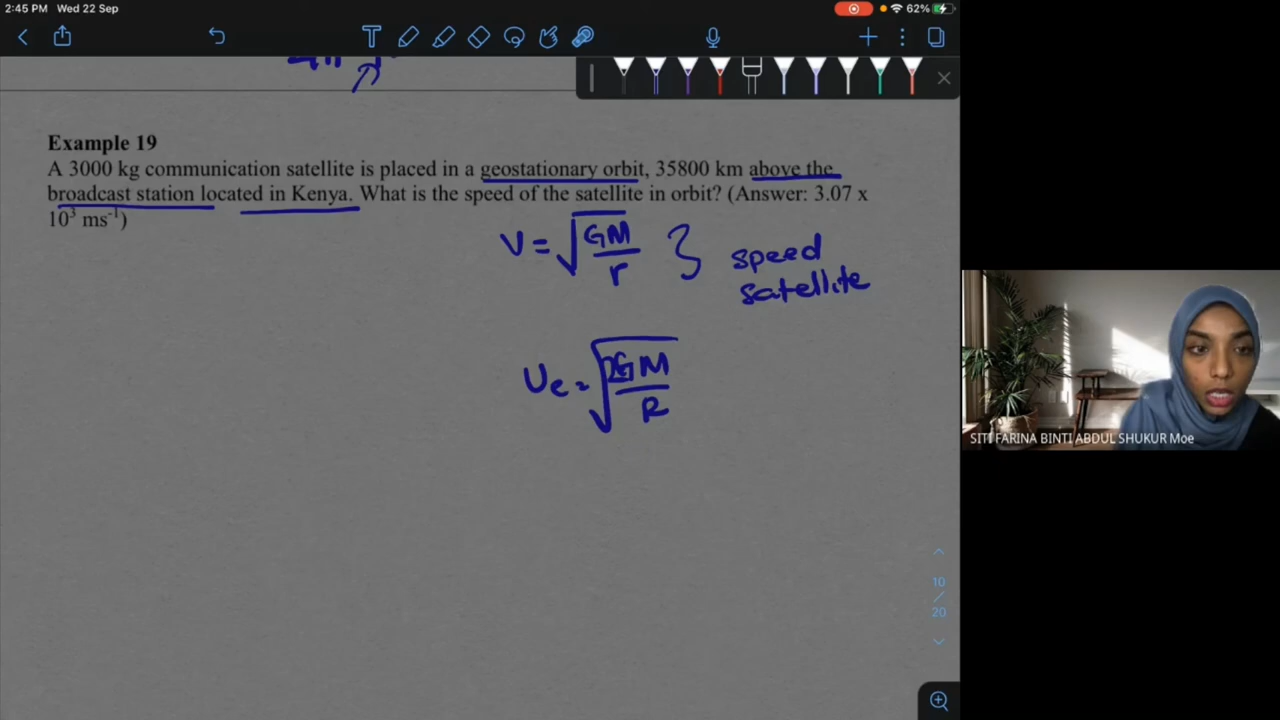 2:45 PM Wed 22 Sep
62%
Example 19
A 3000 kg communication satellite is placed in a geostationary orbit, 35800 km above the
broadcast station located in Kenya. What is the speed of the satellite in orbit? (Answer: 3.07 x
10³ ms⁻¹)
v = √(GM/r) } speed
satellite
ve = √(2GM/R)
SITI FARINA BINTI ABDUL SHUKUR Moe
10
/
20